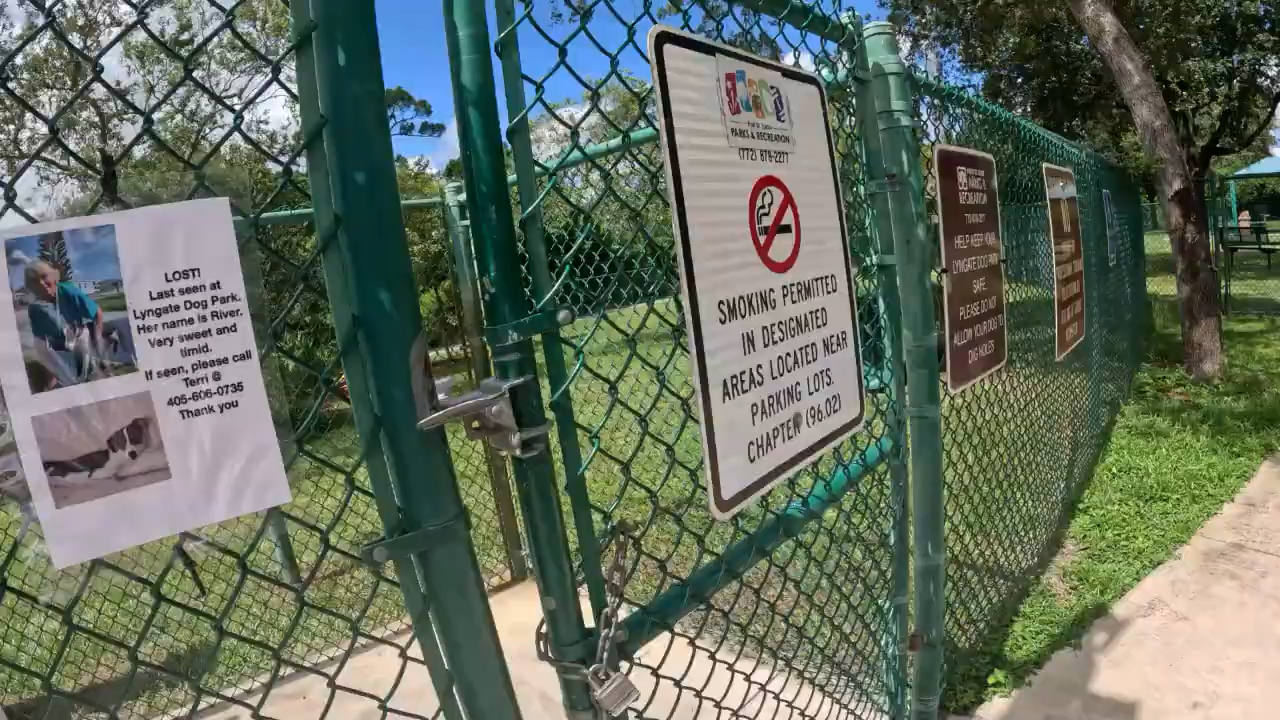 LOST!
Last seen at
Lyngate Dog Park.
Her name is River.
Very sweet and
timid.
If seen, please call
Terri @
405-606-0735
Thank you
PARKS & RECREATION
(772) 878-2277
SMOKING PERMITTED
IN DESIGNATED
AREAS LOCATED NEAR
PARKING LOTS.
CHAPTER (96.02)
PARKS &
RECREATION
HELP KEEP YOUR
LYNGATE DOG PARK
SAFE
PLEASE DO NOT
ALLOW YOUR DOG TO
DIG HOLES